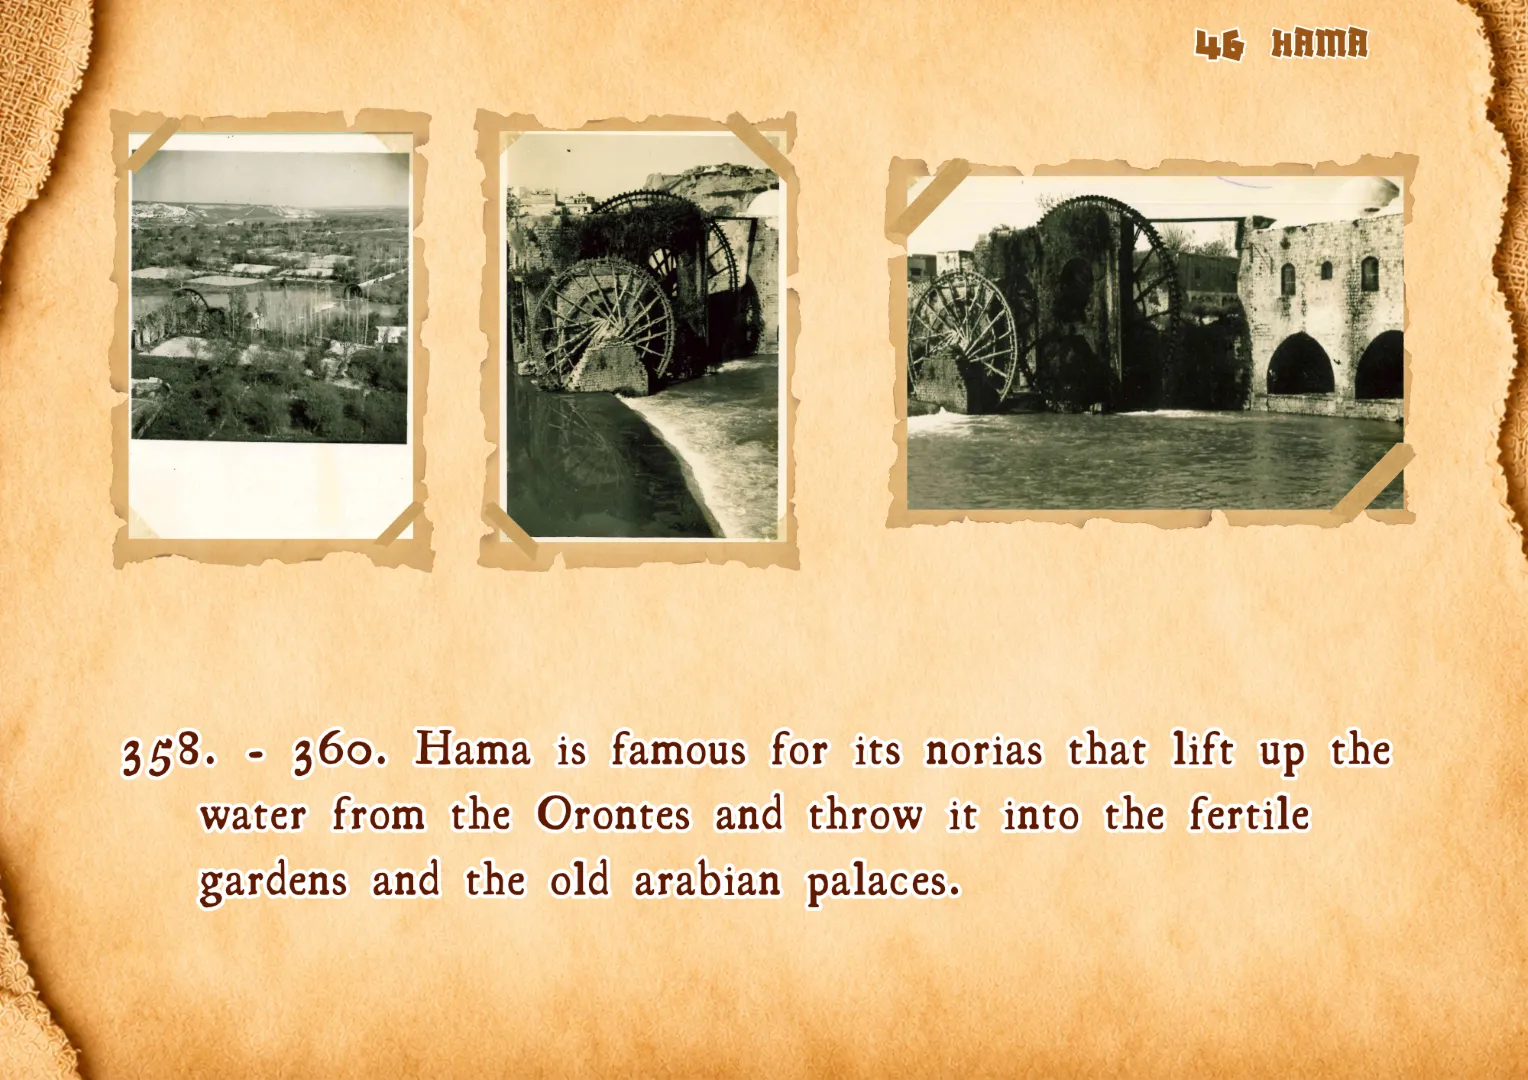 46 HAMA
358. - 360. Hama is famous for its norias that lift up the
water from the Orontes and throw it into the fertile
gardens and the old arabian palaces.